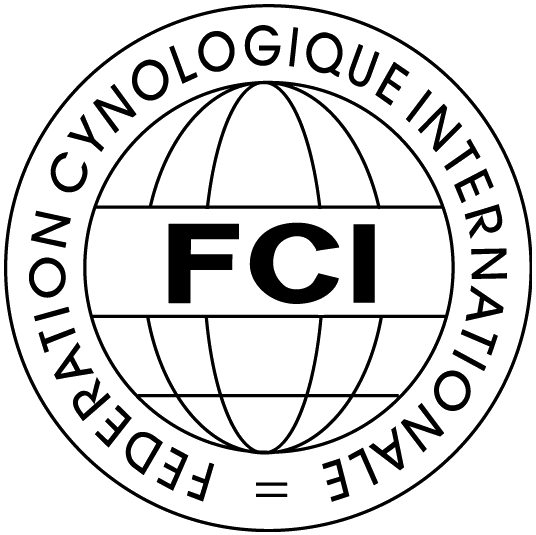 FEDERATION CYNOLOGIQUE INTERNATIONALE =
FCI